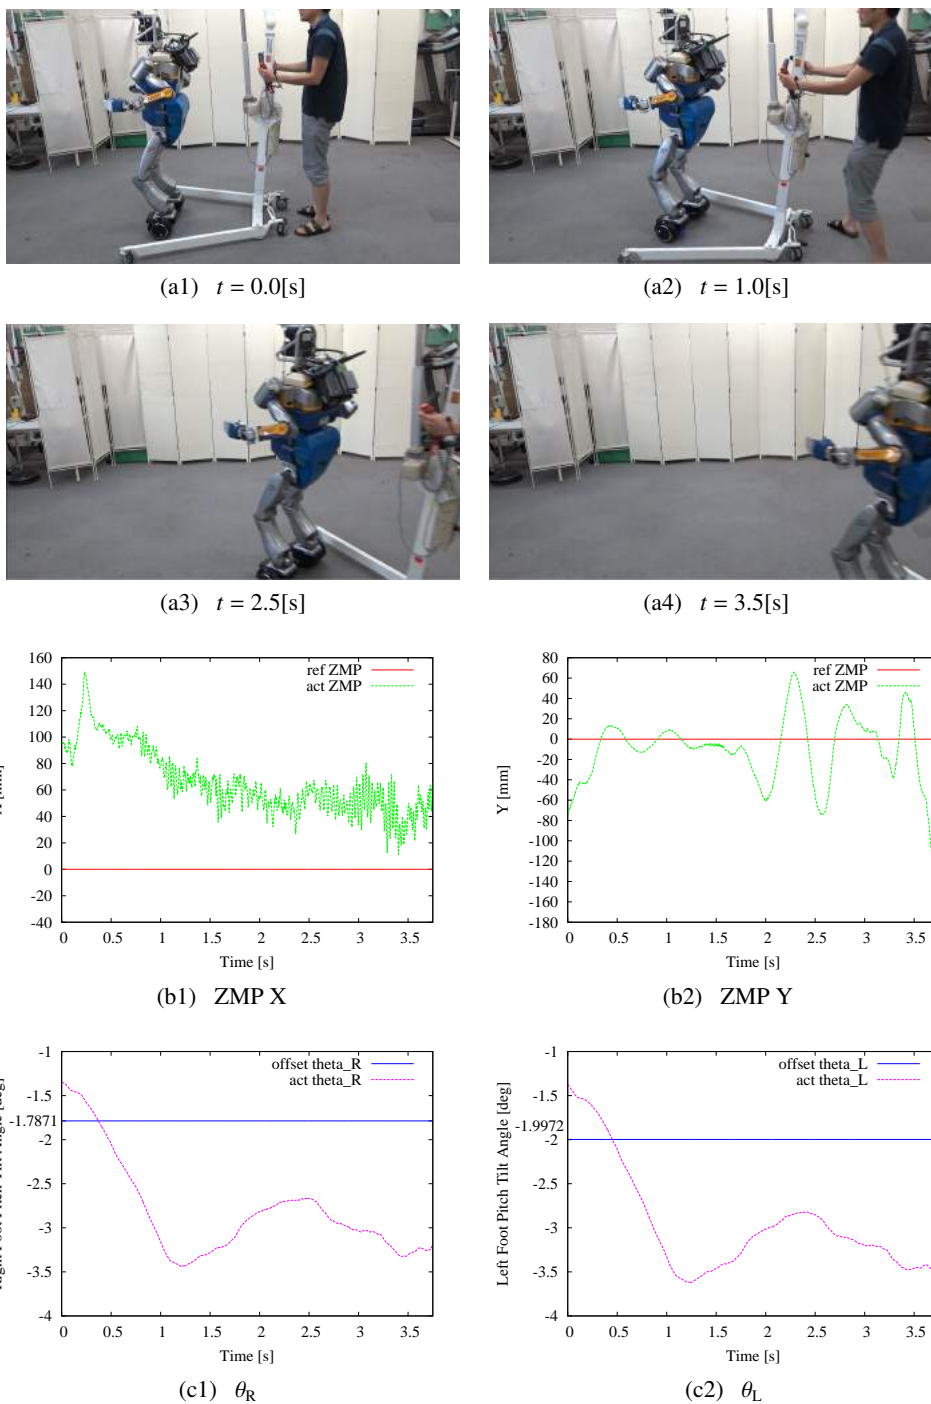 (a1) t = 0.0[s]
(a2) t = 1.0[s]
(a3) t = 2.5[s]
(a4) t = 3.5[s]
160
140
120
100
80
60
40
20
0
-20
-40
ref ZMP
act ZMP
0 0.5 1 1.5 2 2.5 3 3.5
Time [s]
(b1) ZMP X
Y [mm]
80
60
40
20
0
-20
-40
-60
-80
-100
-120
-140
-160
-180
ref ZMP
act ZMP
0 0.5 1 1.5 2 2.5 3 3.5
Time [s]
(b2) ZMP Y
-1
-1.5
-1.7871
-2
-2.5
-3
-3.5
-4
offset theta_R
act theta_R
0 0.5 1 1.5 2 2.5 3 3.5
Time [s]
(c1) θR
Left Foot Pitch Tilt Angle [deg]
-1
-1.5
-1.9972
-2
-2.5
-3
-3.5
-4
offset theta_L
act theta_L
0 0.5 1 1.5 2 2.5 3 3.5
Time [s]
(c2) θL